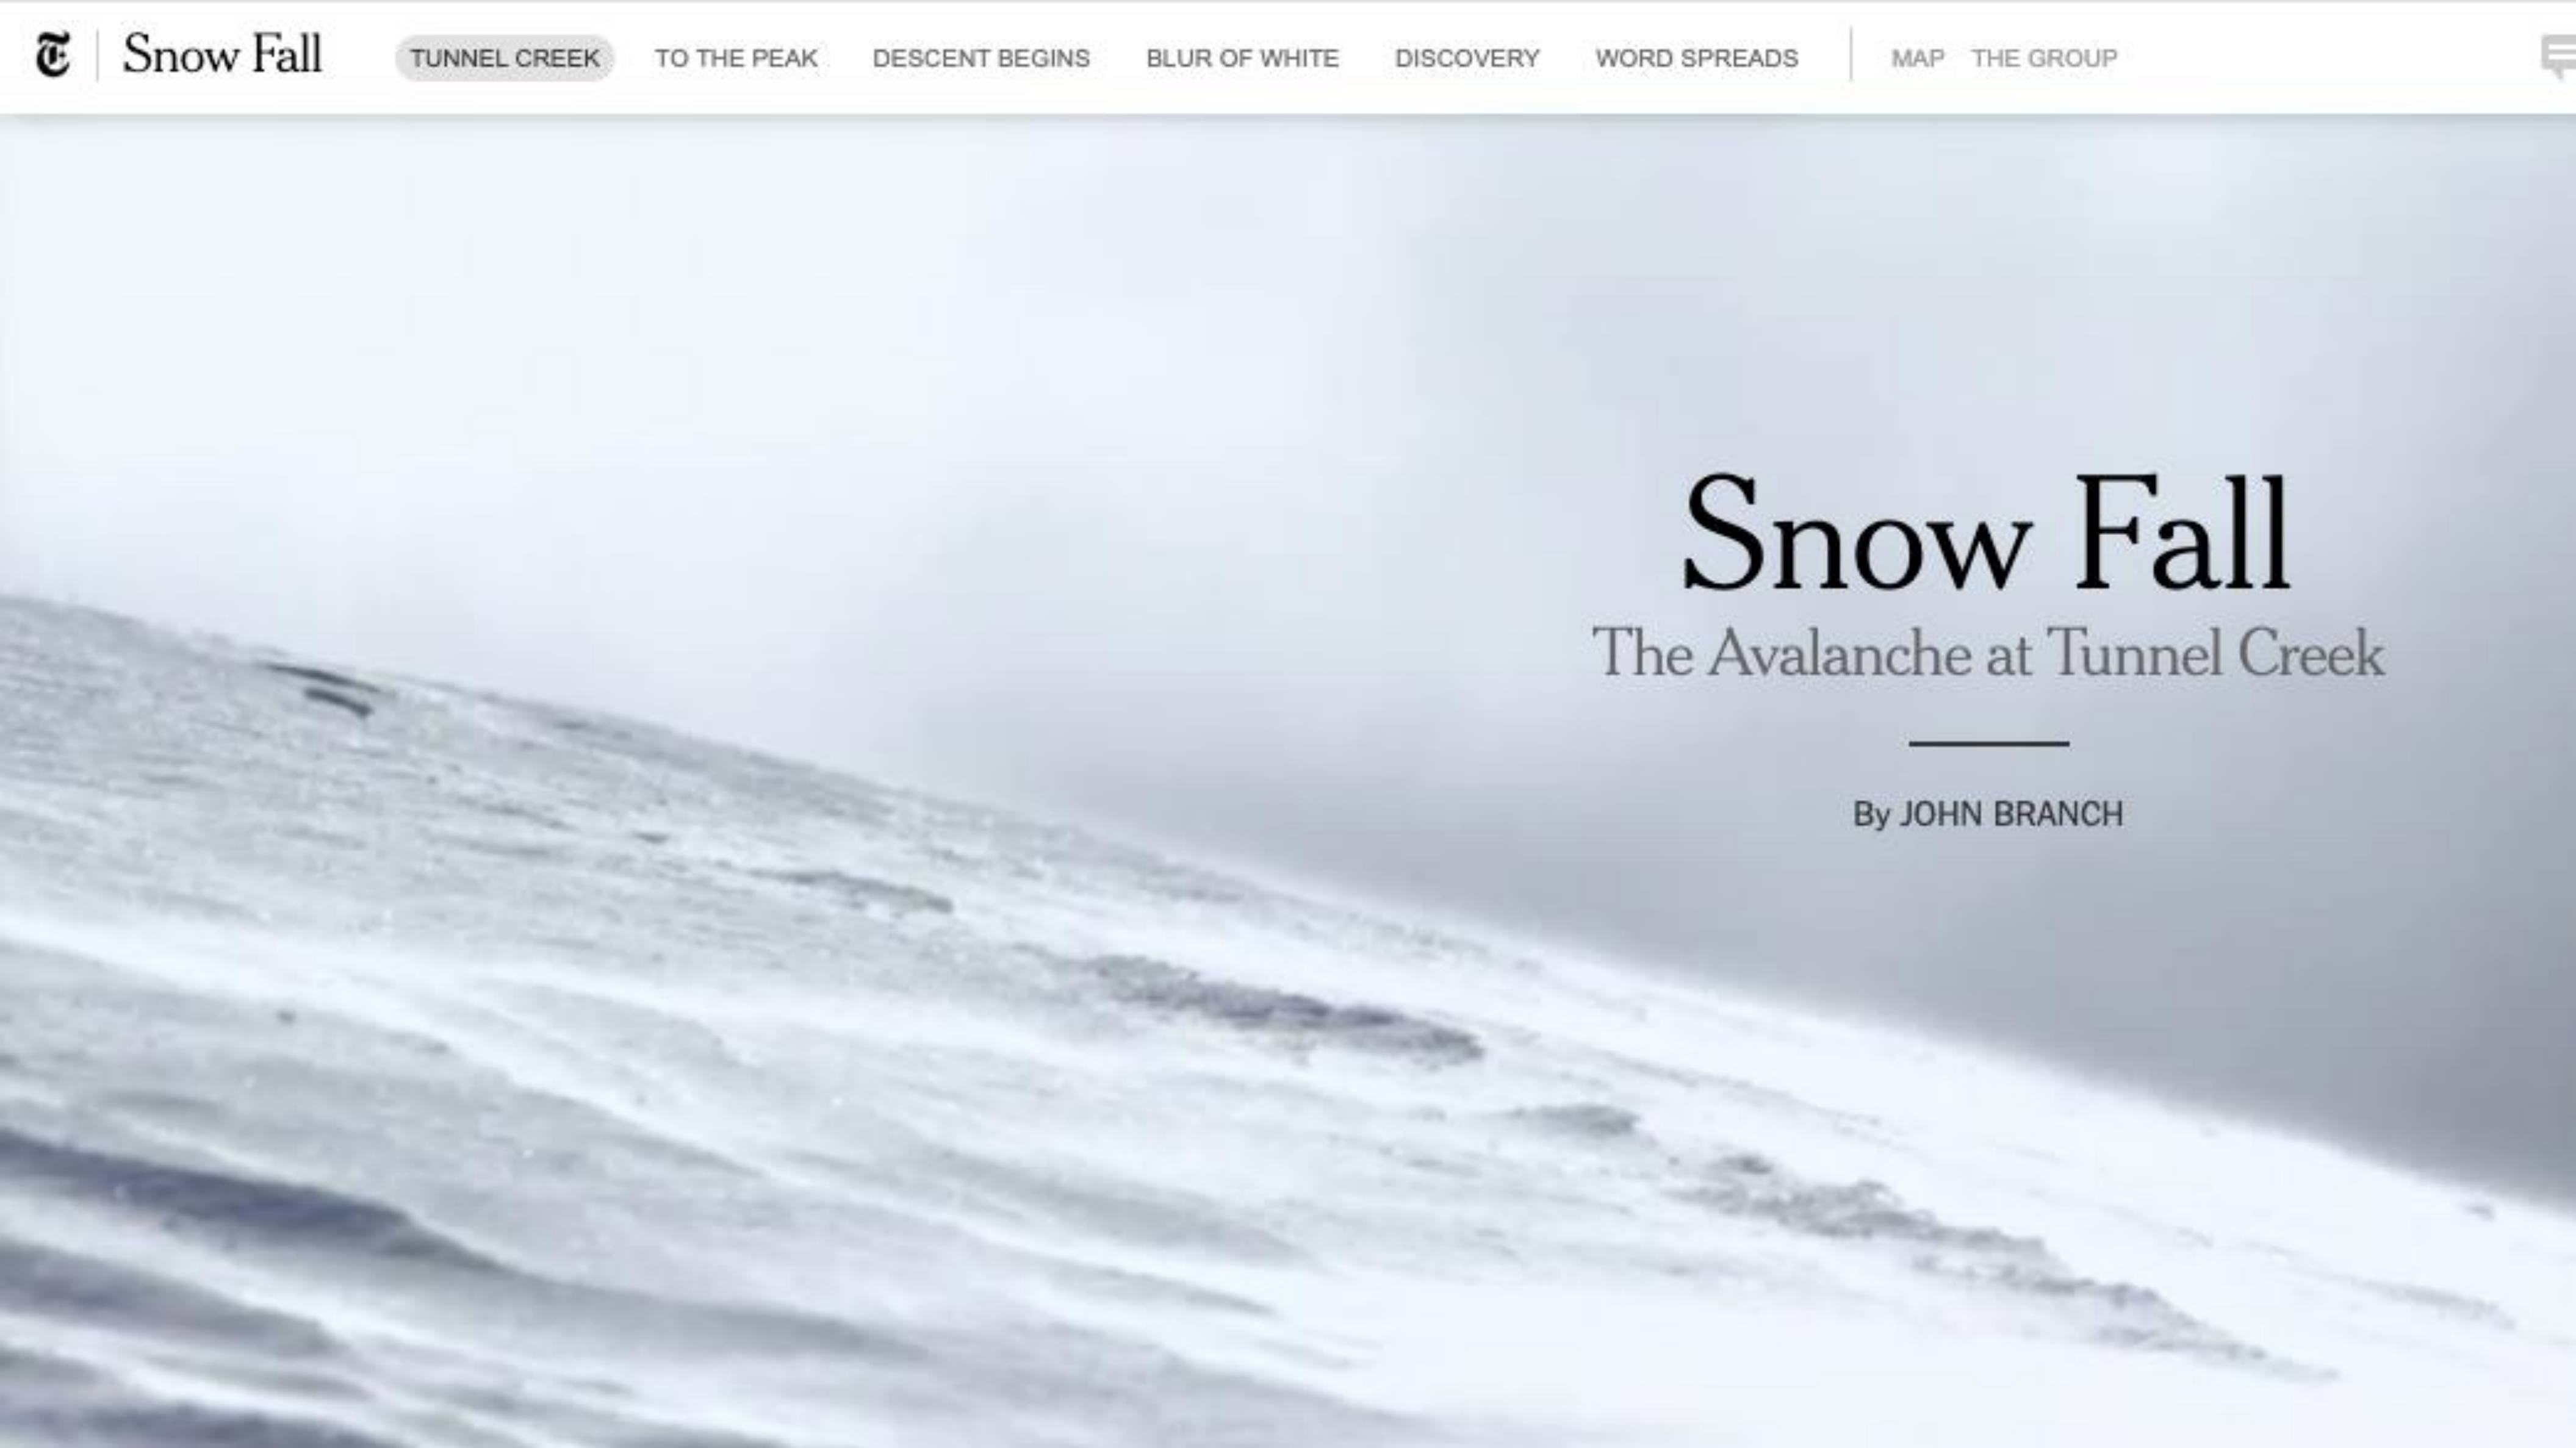 T Snow Fall TUNNEL CREEK TO THE PEAK DESCENT BEGINS BLUR OF WHITE DISCOVERY WORD SPREADS MAP THE GROUP
Snow Fall
The Avalanche at Tunnel Creek
By JOHN BRANCH